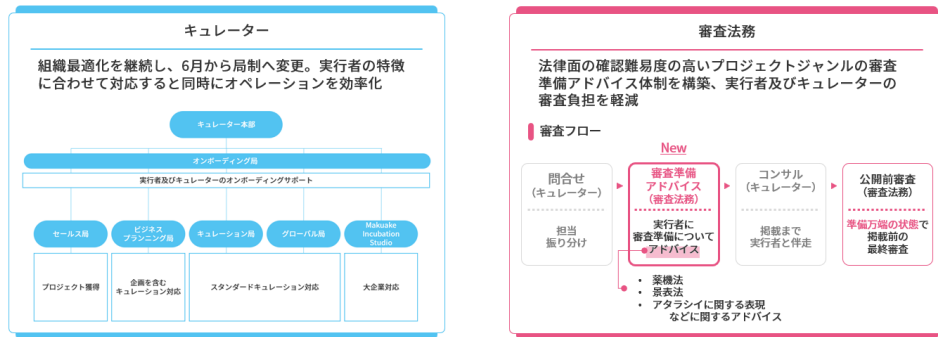 キュレーター
組織最適化を継続し、6月から局制へ変更。実行者の特徴
に合わせて対応すると同時にオペレーションを効率化
キュレーター本部
オンボーディング局
実行者及びキュレーターのオンボーディングサポート
セールス局
ビジネス
プランニング局
キュレーション局
グローバル局
Makuake
Incubation
Studio
プロジェクト獲得
企画を含む
キュレーション対応
スタンダードキュレーション対応
大企業対応
審査法務
法律面の確認難易度の高いプロジェクトジャンルの審査
準備アドバイス体制を構築、実行者及びキュレーターの
審査負担を軽減
審査フロー
New
問合せ
(キュレーター)
担当
振り分け
審査準備
アドバイス
(審査法務)
実行者に
審査準備について
アドバイス
コンサル
(キュレーター)
掲載まで
実行者と伴走
公開前審査
(審査法務)
準備万端の状態で
掲載前の
最終審査
• 薬機法
• 景表法
• アタラシイに関する表現
などに関するアドバイス